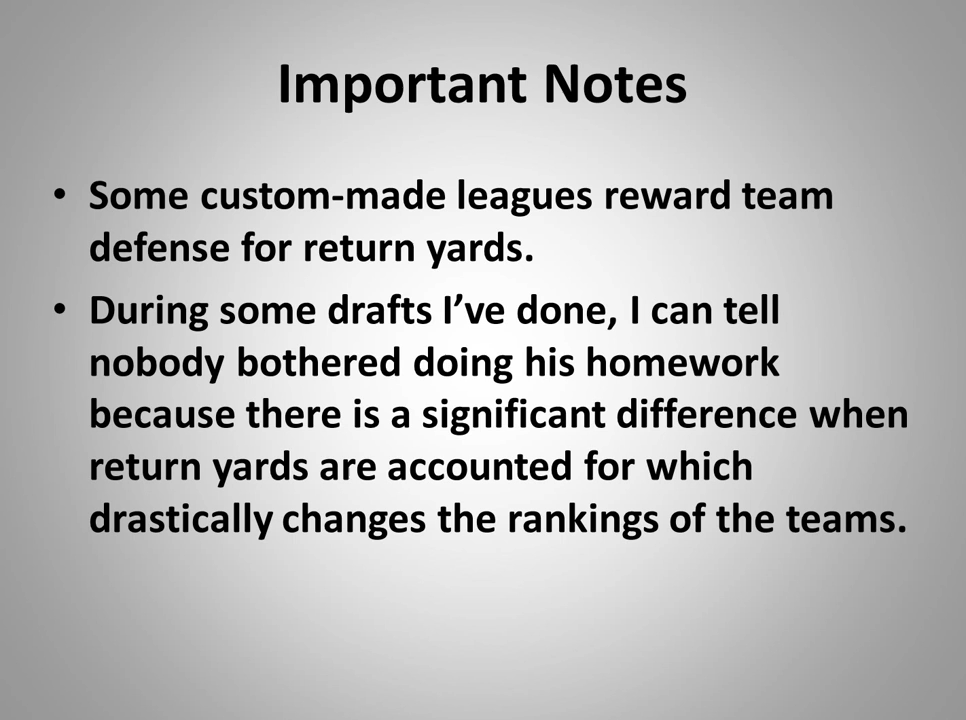 Important Notes
• Some custom-made leagues reward team
defense for return yards.
• During some drafts I’ve done, I can tell
nobody bothered doing his homework
because there is a significant difference when
return yards are accounted for which
drastically changes the rankings of the teams.